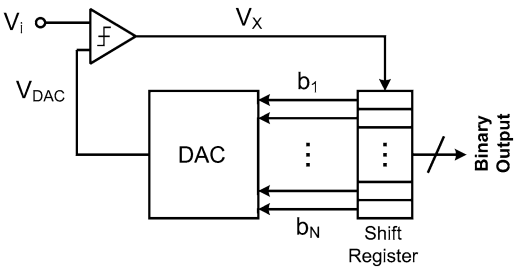 Vi
VX
VDAC
b1
DAC
bN
Shift
Register
Binary
Output